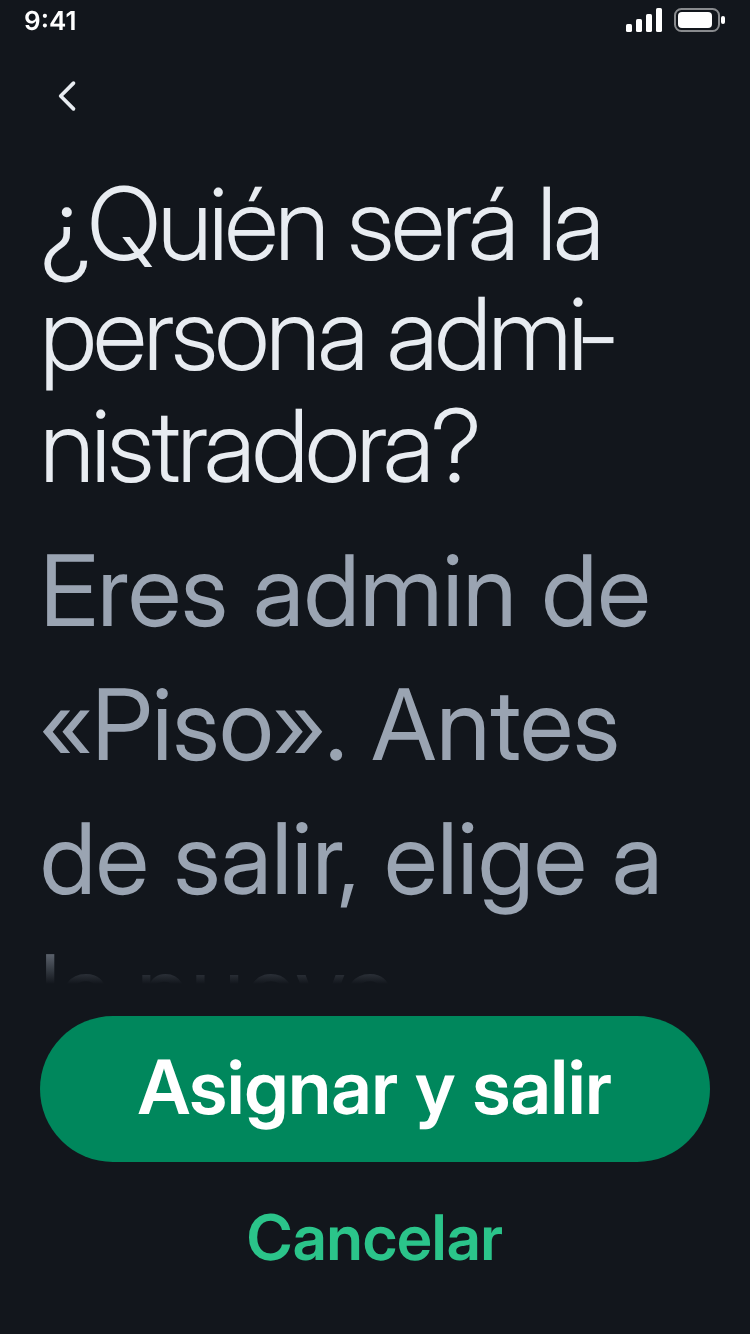 9:41
¿Quién será la
persona admi-
nistradora?
Eres admin de
«Piso». Antes
de salir, elige a
Asignar y salir
Cancelar